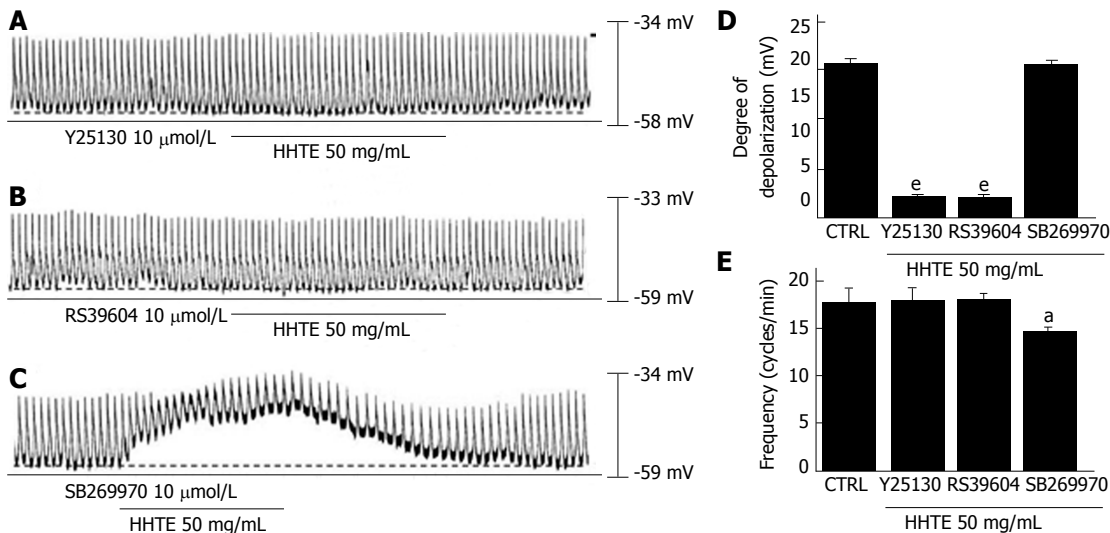 A
-34 mV
-58 mV
Y25130 10 μmol/L
HHTE 50 mg/mL
B
-33 mV
-59 mV
RS39604 10 μmol/L
HHTE 50 mg/mL
C
-34 mV
-59 mV
SB269970 10 μmol/L
HHTE 50 mg/mL
D
Degree of
depolarization (mV)
25
20
15
10
5
0
e e
CTRL Y25130 RS39604 SB269970
HHTE 50 mg/mL
E
Frequency (cycles/min)
20
15
10
5
0
a
CTRL Y25130 RS39604 SB269970
HHTE 50 mg/mL